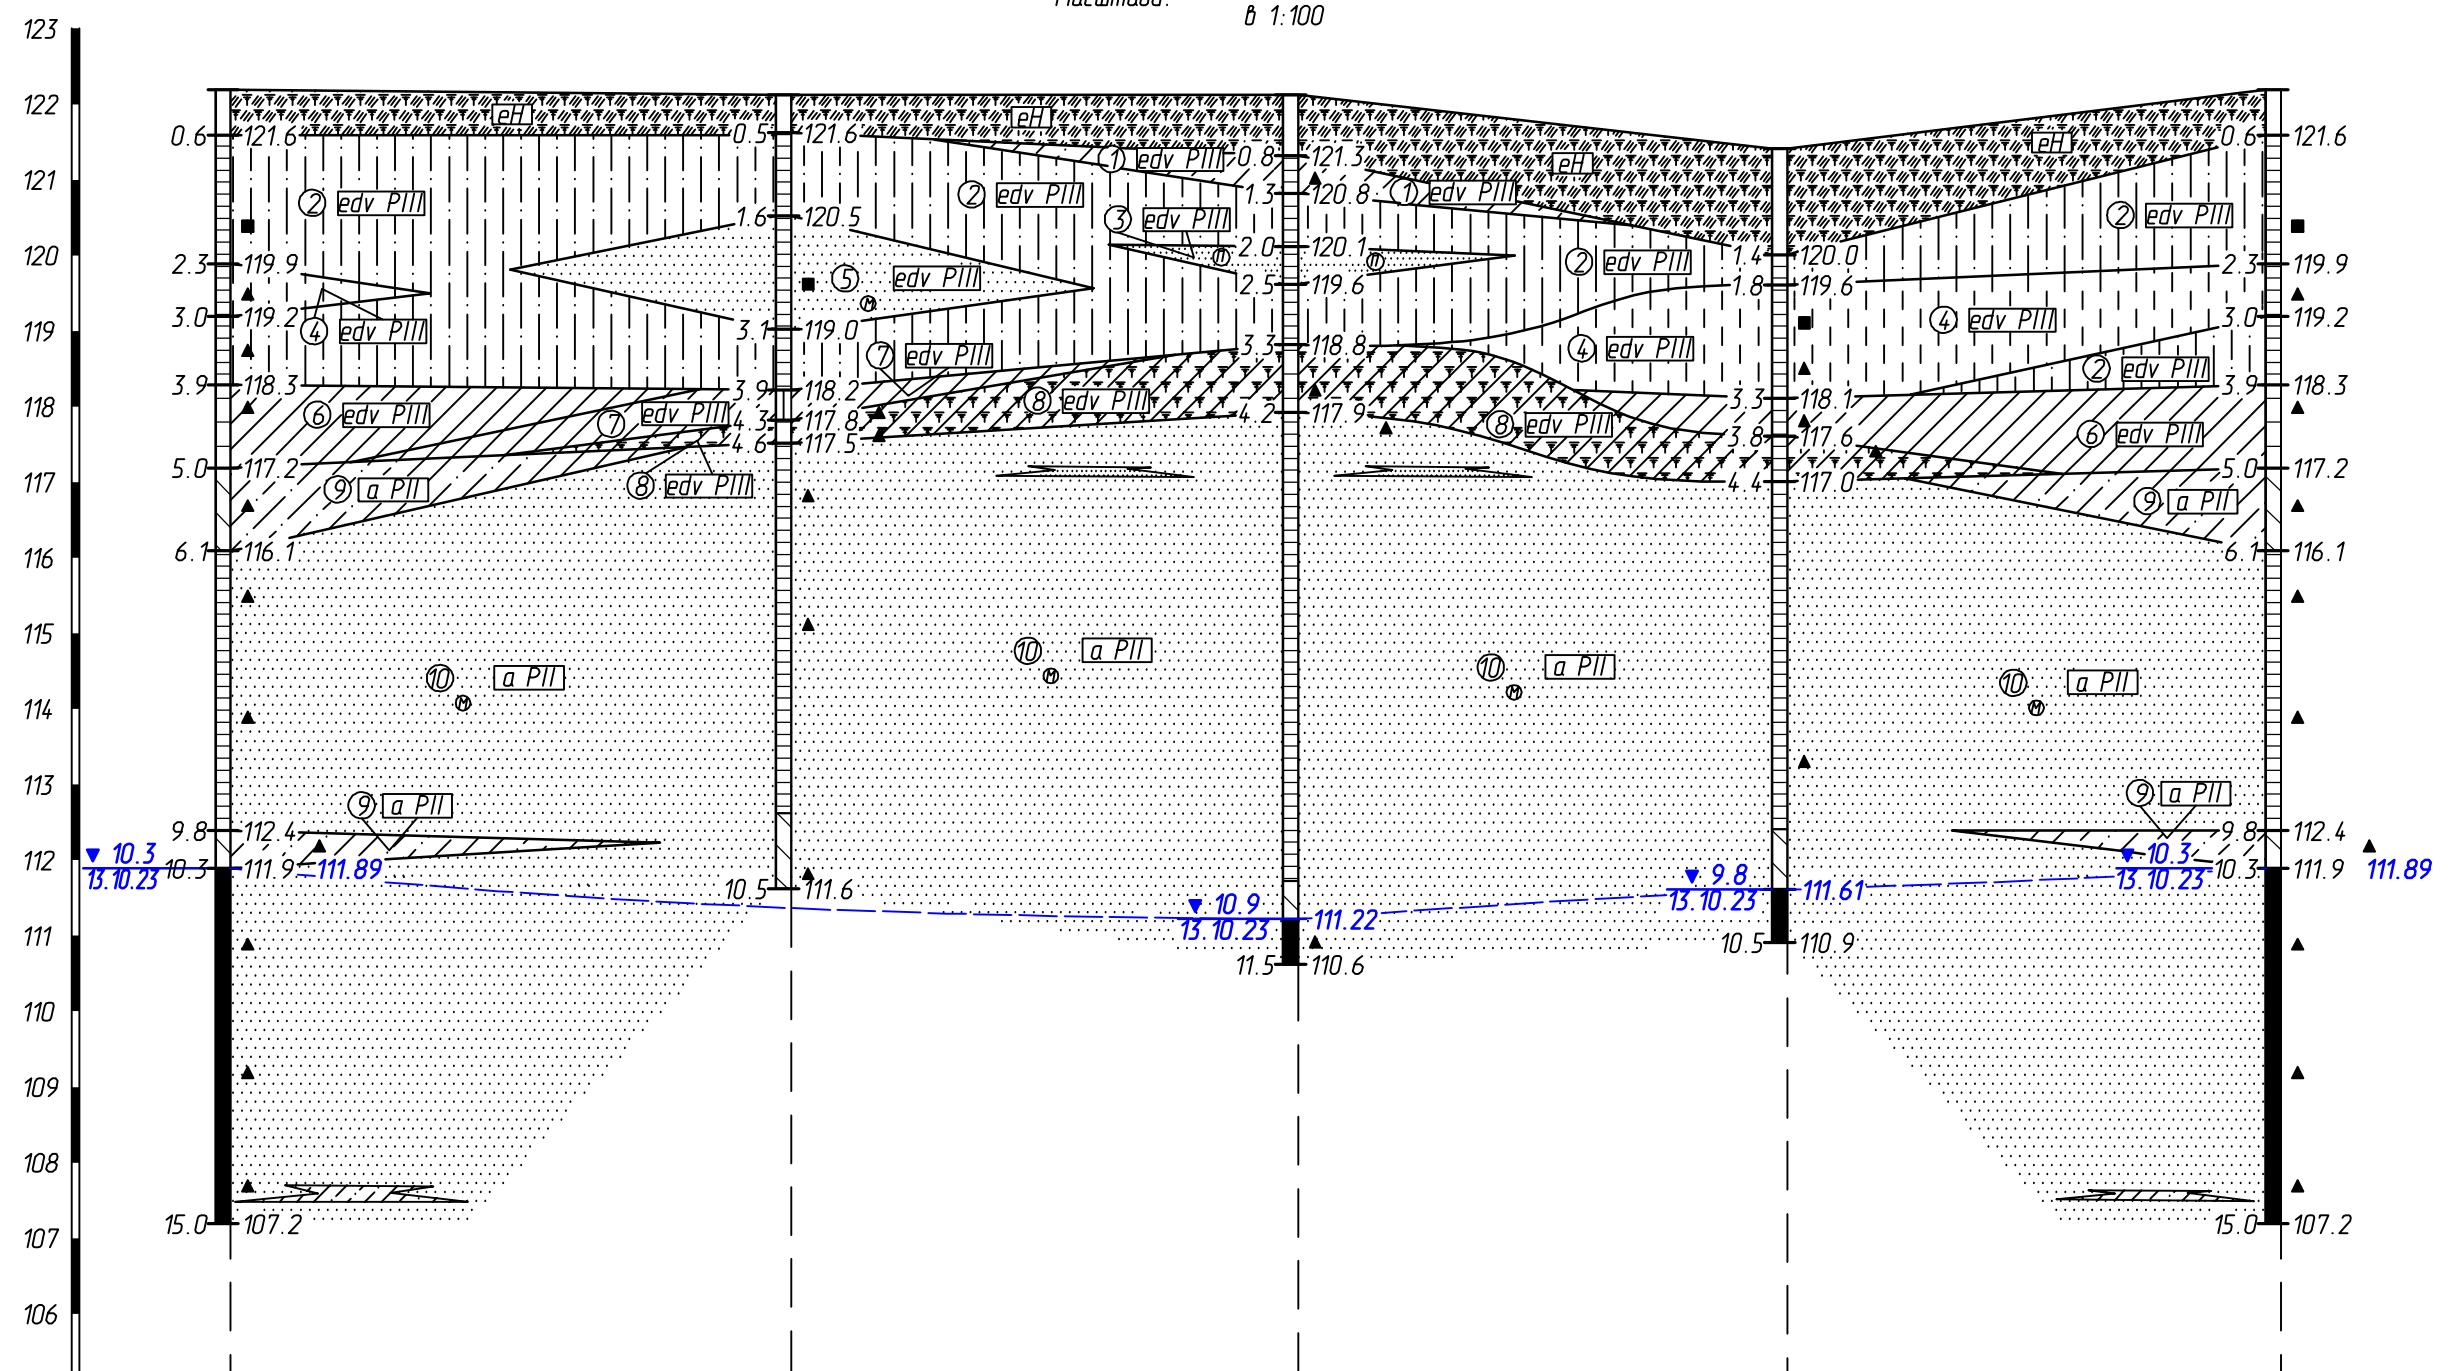 в 1:100
123
122
121
120
119
118
117
116
115
114
113
112
111
110
109
108
107
106
eH
eH
eH
eH
0.6 121.6
2.3 119.9
3.0 119.2
3.9 118.3
5.0 117.2
6.1 116.1
9.8 112.4
10.3 111.9
15.0 107.2
10.3
13.10.23
111.89
2 edv PIII
4 edv PIII
6 edv PIII
7 edv PIII
9 a PII
8 edv PIII
10 a PII
М
9 a PII
0.5 121.6
1.6 120.5
3.1 119.0
3.9 118.2
4.3 117.8
4.6 117.5
10.5 111.6
1 edv PIII
2 edv PIII
3 edv PIII
П
5 edv PIII
М
7 edv PIII
8 edv PIII
10 a PII
М
0.8 121.3
1.3 120.8
2.0 120.1
2.5 119.6
3.3 118.8
4.2 117.9
11.5 110.6
10.9
13.10.23
111.22
1 edv PIII
П
2 edv PIII
4 edv PIII
8 edv PIII
10 a PII
М
1.4 120.0
1.8 119.6
3.3 118.1
3.8 117.6
4.4 117.0
10.5 110.9
9.8
13.10.23
111.61
2 edv PIII
4 edv PIII
2 edv PIII
6 edv PIII
9 a PII
10 a PII
М
9 a PII
0.6 121.6
2.3 119.9
3.0 119.2
3.9 118.3
5.0 117.2
6.1 116.1
9.8 112.4
10.3 111.9
15.0 107.2
10.3
13.10.23
111.89